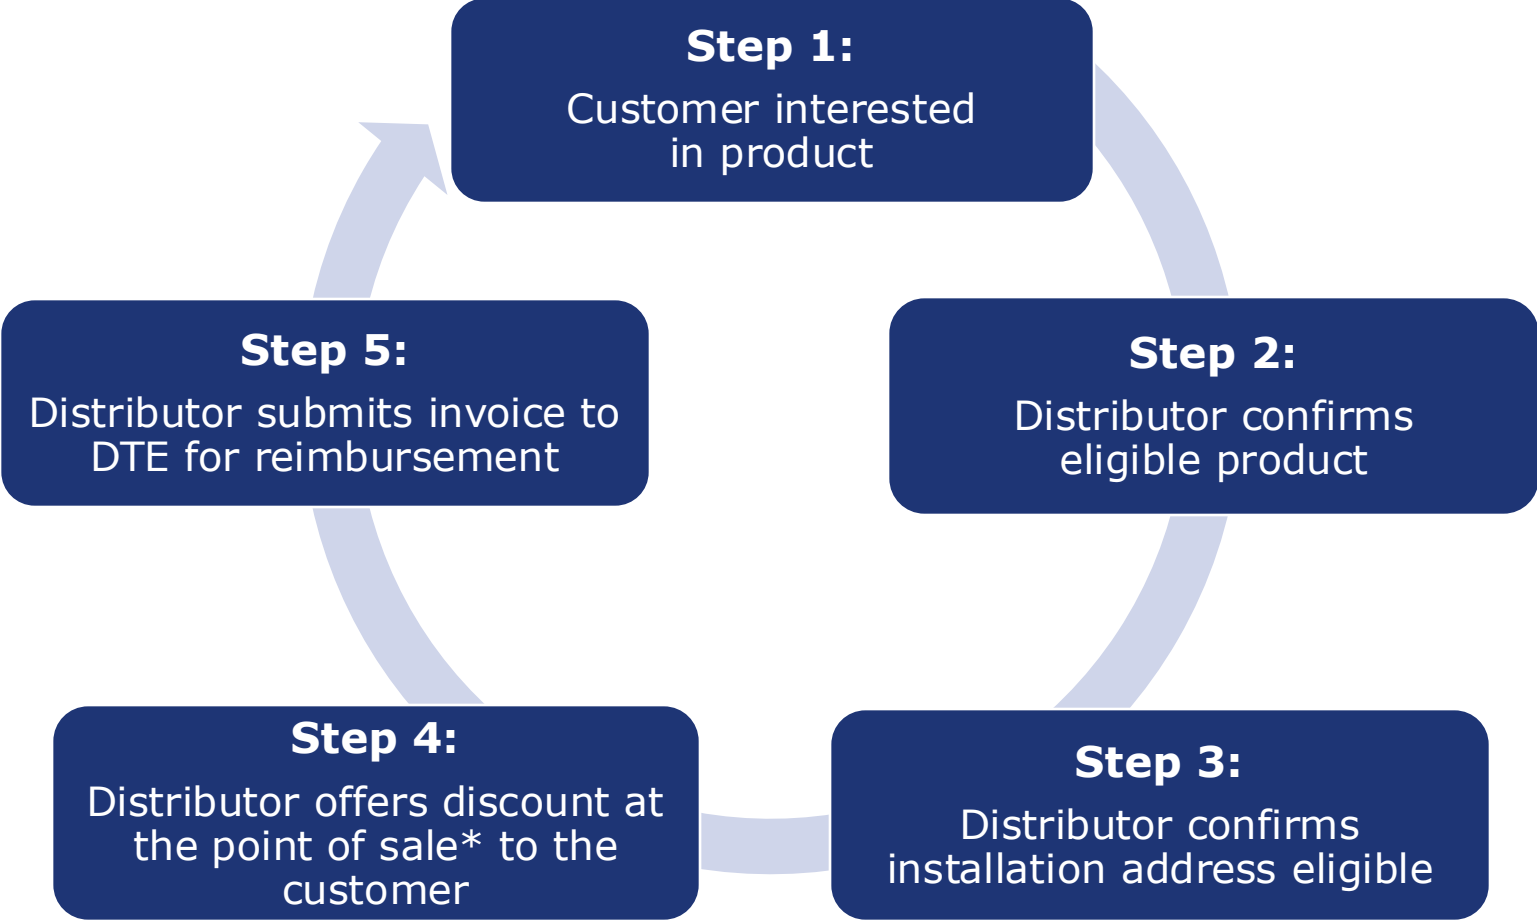 Step 1:
Customer interested
in product
Step 2:
Distributor confirms
eligible product
Step 3:
Distributor confirms
installation address eligible
Step 4:
Distributor offers discount at
the point of sale* to the
customer
Step 5:
Distributor submits invoice to
DTE for reimbursement